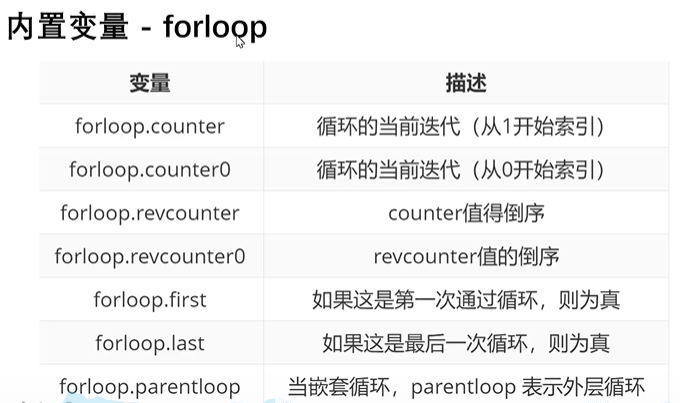 内置变量 - forloop
变量 描述
forloop.counter 循环的当前迭代（从1开始索引）
forloop.counter0 循环的当前迭代（从0开始索引）
forloop.revcounter counter值得倒序
forloop.revcounter0 revcounter值的倒序
forloop.first 如果这是第一次通过循环，则为真
forloop.last 如果这是最后一次循环，则为真
forloop.parentloop 当嵌套循环，parentloop 表示外层循环